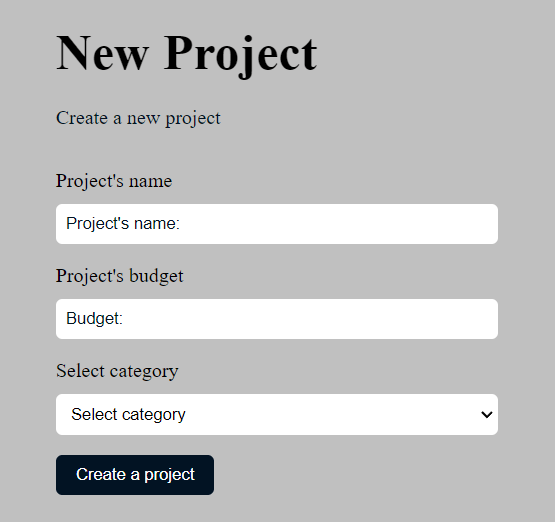 New Project
Create a new project
Project's name
Project's name:
Project's budget
Budget:
Select category
Select category
Create a project